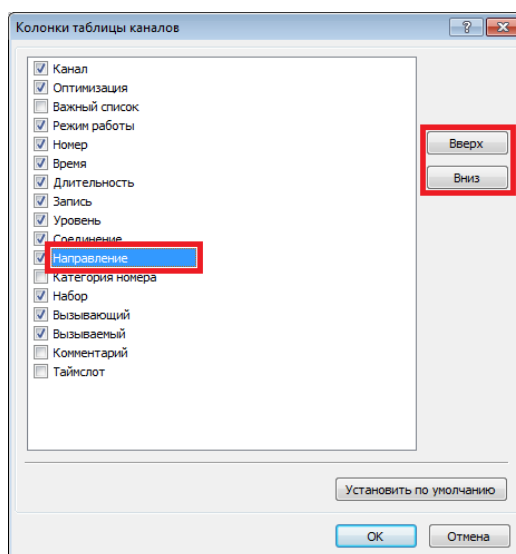 Колонки таблицы каналов
Канал
Оптимизация
Важный список
Режим работы
Номер
Время
Длительность
Запись
Уровень
Соединение
Направление
Категория номера
Набор
Вызывающий
Вызываемый
Комментарий
Таймслот
Вверх
Вниз
Установить по умолчанию
OK
Отмена